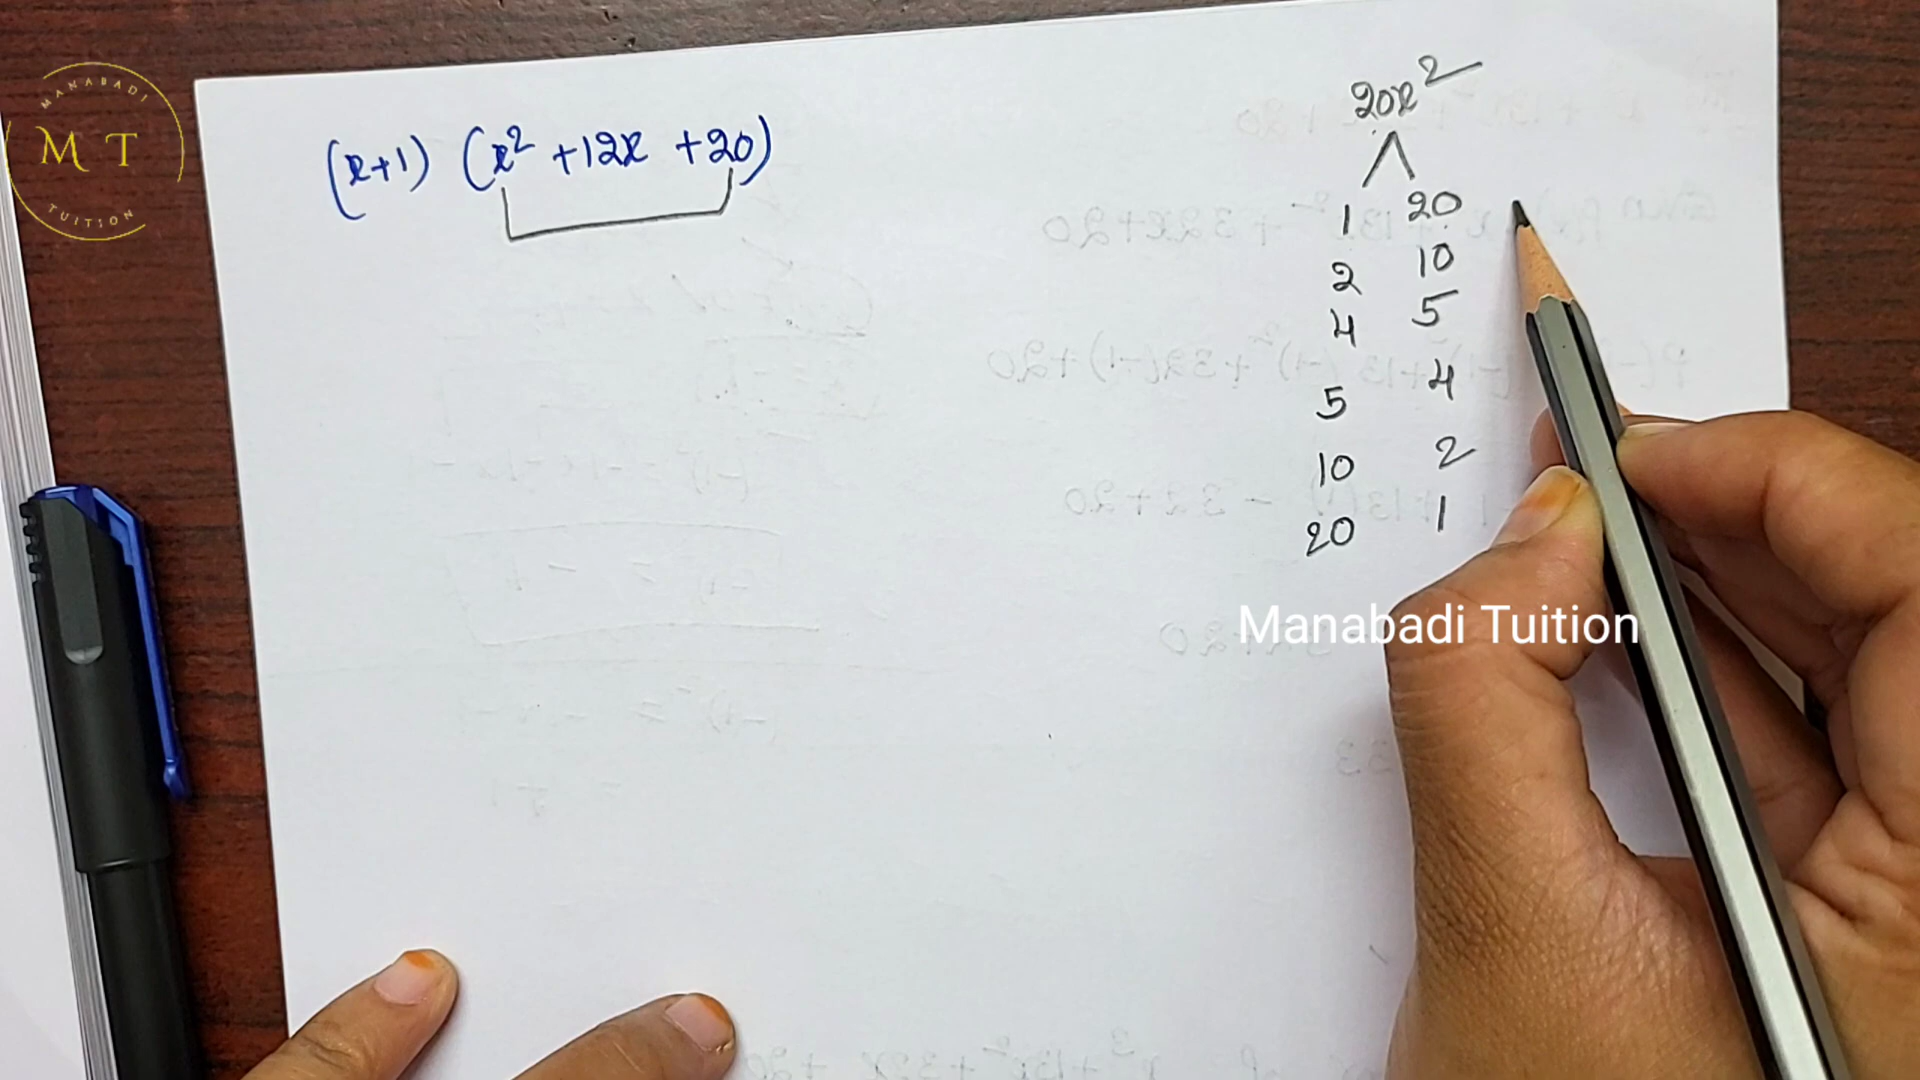 MANABADI
M T
TUITION
(x+1) (x² +12x +20)
20x²
1 20
2 10
4 5
5 4
10 2
20 1
Manabadi Tuition